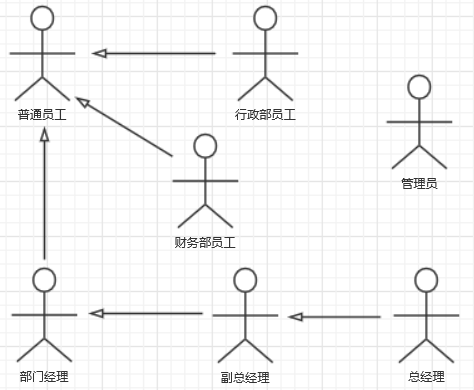 普通员工
行政部员工
管理员
财务部员工
部门经理
副总经理
总经理